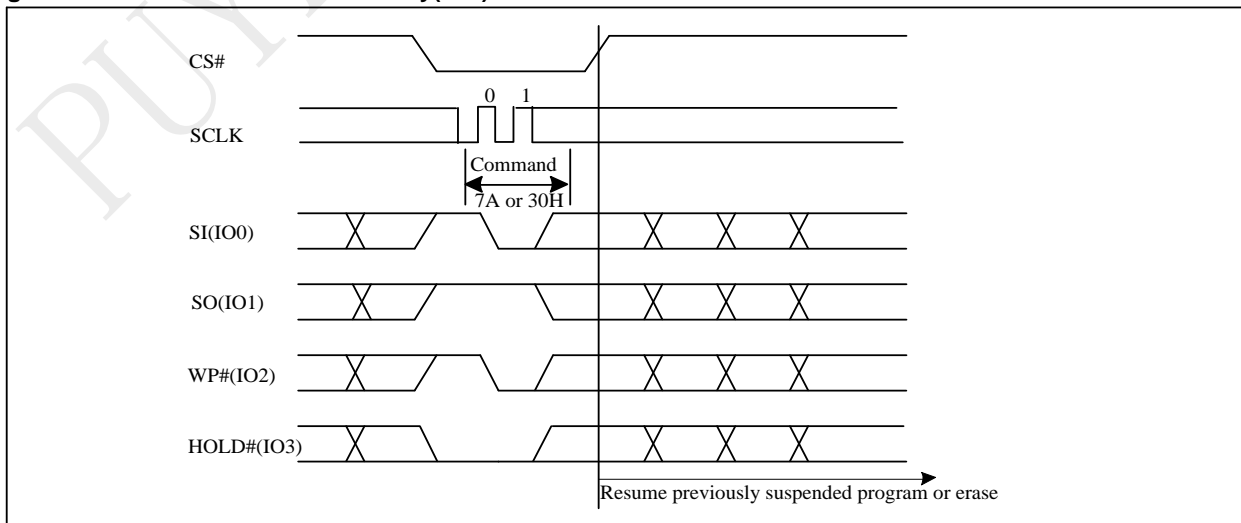 CS#
0 1
SCLK
Command
7A or 30H
SI(IO0)
SO(IO1)
WP#(IO2)
HOLD#(IO3)
Resume previously suspended program or erase